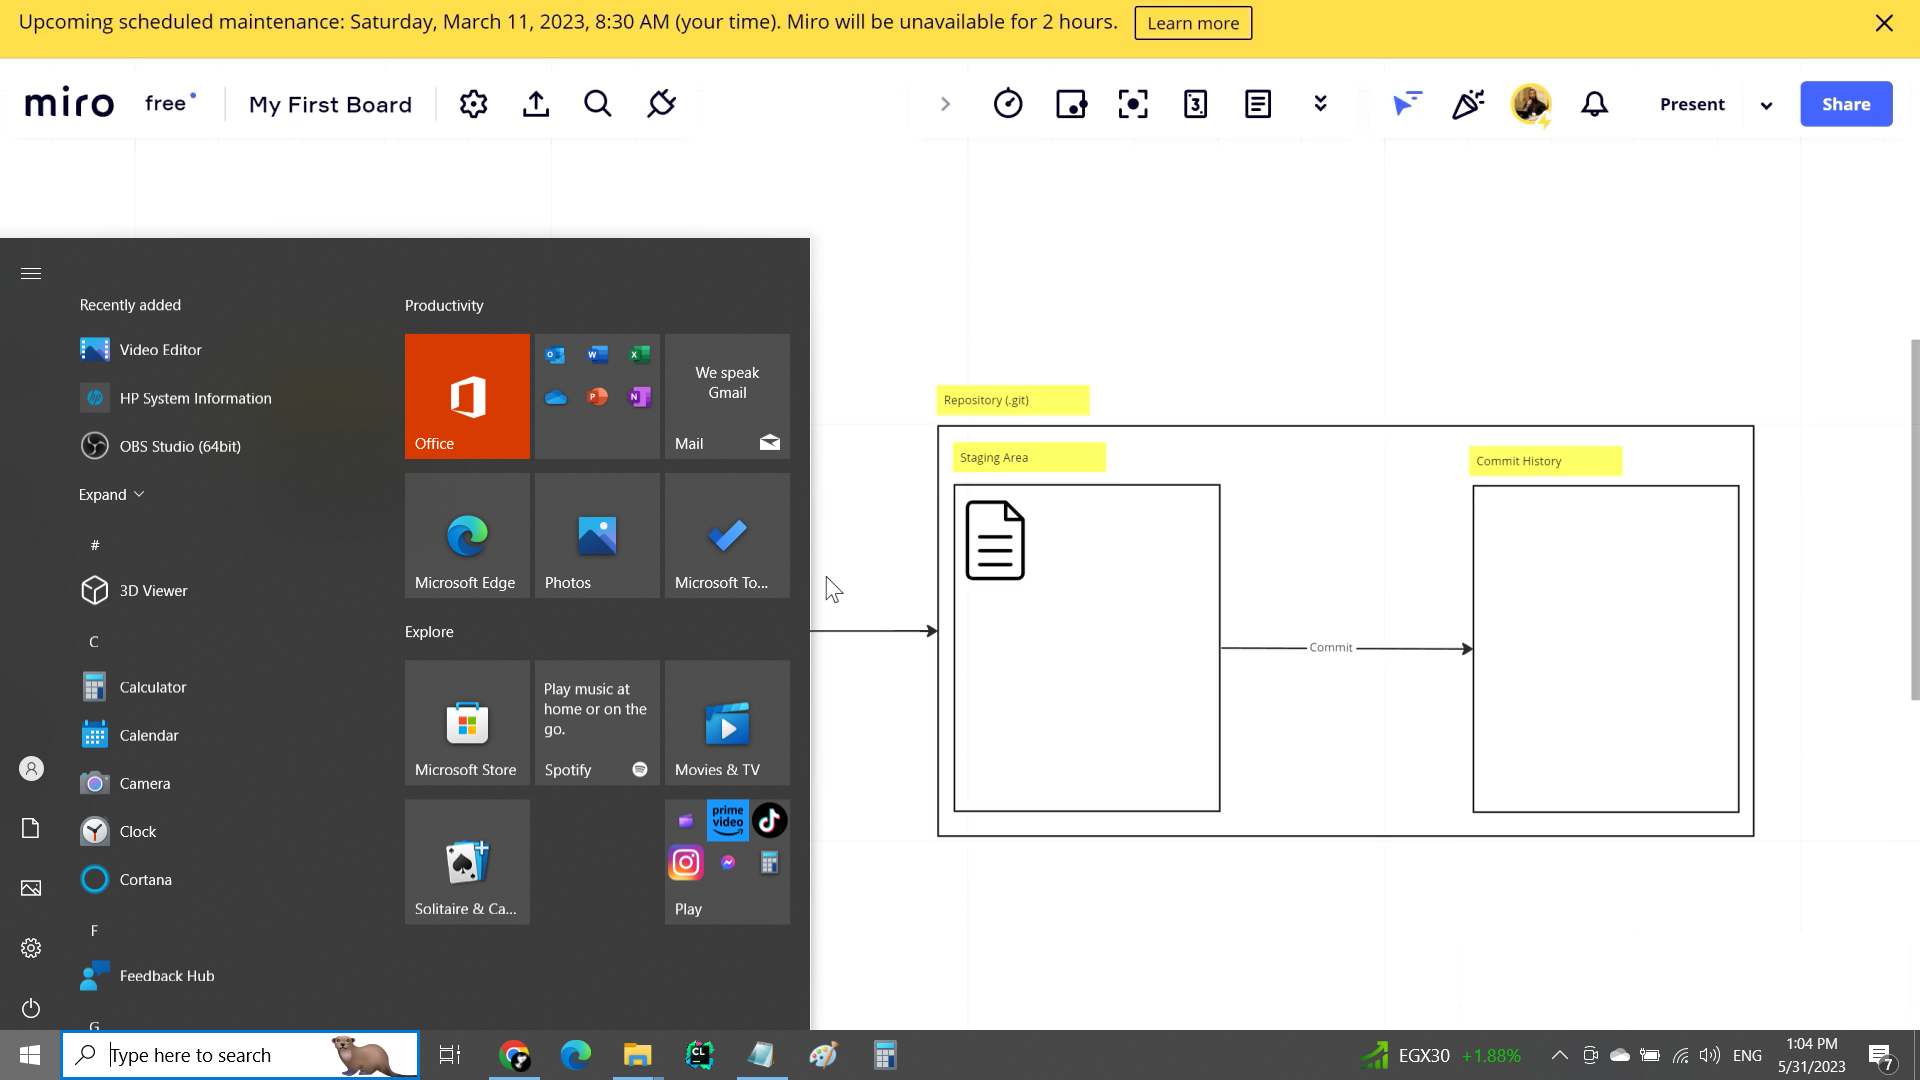 Upcoming scheduled maintenance: Saturday, March 11, 2023, 8:30 AM (your time). Miro will be unavailable for 2 hours. Learn more
miro free My First Board 3 Present Share
Recently added
Video Editor
HP System Information
OBS Studio (64bit)
Expand
#
3D Viewer
C
Calculator
Calendar
Camera
Clock
Cortana
F
Feedback Hub
G
Productivity
Office
We speak
Gmail
Mail
Microsoft Edge
Photos
Microsoft To...
Explore
Microsoft Store
Play music at
home or on the
go.
Spotify
Movies & TV
Solitaire & Ca...
prime
video
Play
Repository (.git)
Staging Area
Commit History
Commit
Type here to search
CL
EGX30 +1.88%
ENG
1:04 PM
5/31/2023
7